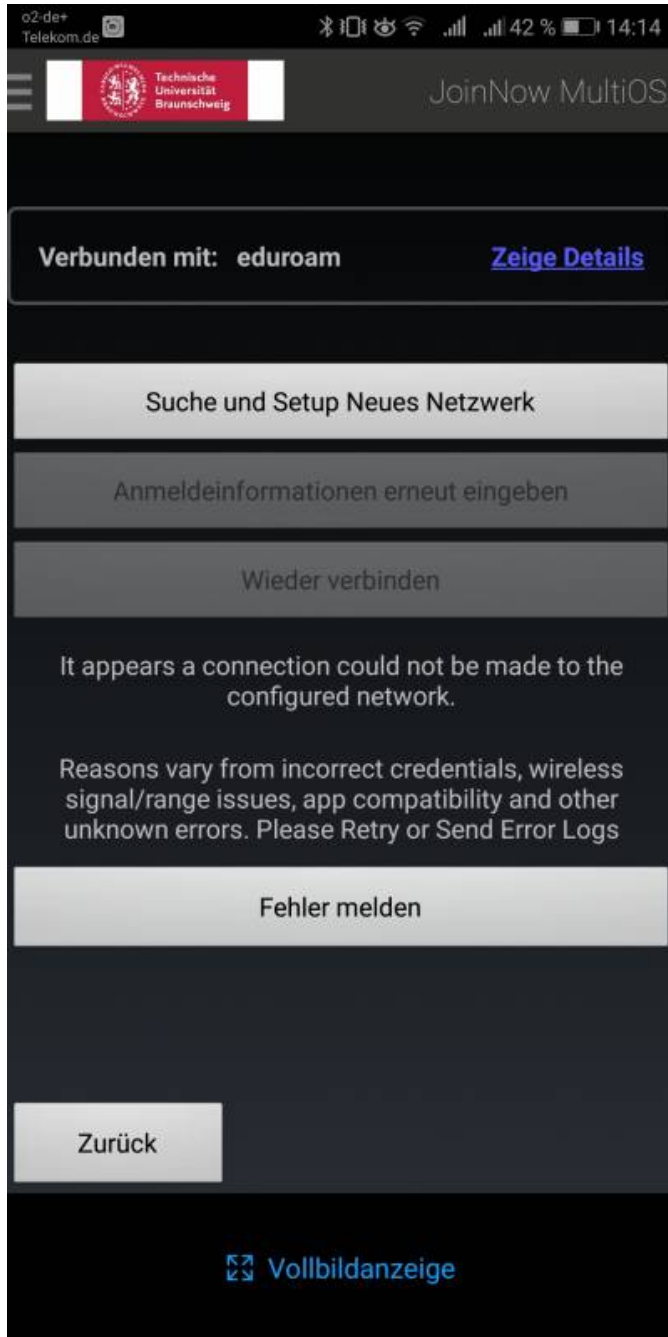 o2-de+
Telekom.de
42 %
14:14
Technische
Universität
Braunschweig
JoinNow MultiOS
Verbunden mit: eduroam
Zeige Details
Suche und Setup Neues Netzwerk
Anmeldeinformationen erneut eingeben
Wieder verbinden
It appears a connection could not be made to the
configured network.
Reasons vary from incorrect credentials, wireless
signal/range issues, app compatibility and other
unknown errors. Please Retry or Send Error Logs
Fehler melden
Zurück
Vollbildanzeige